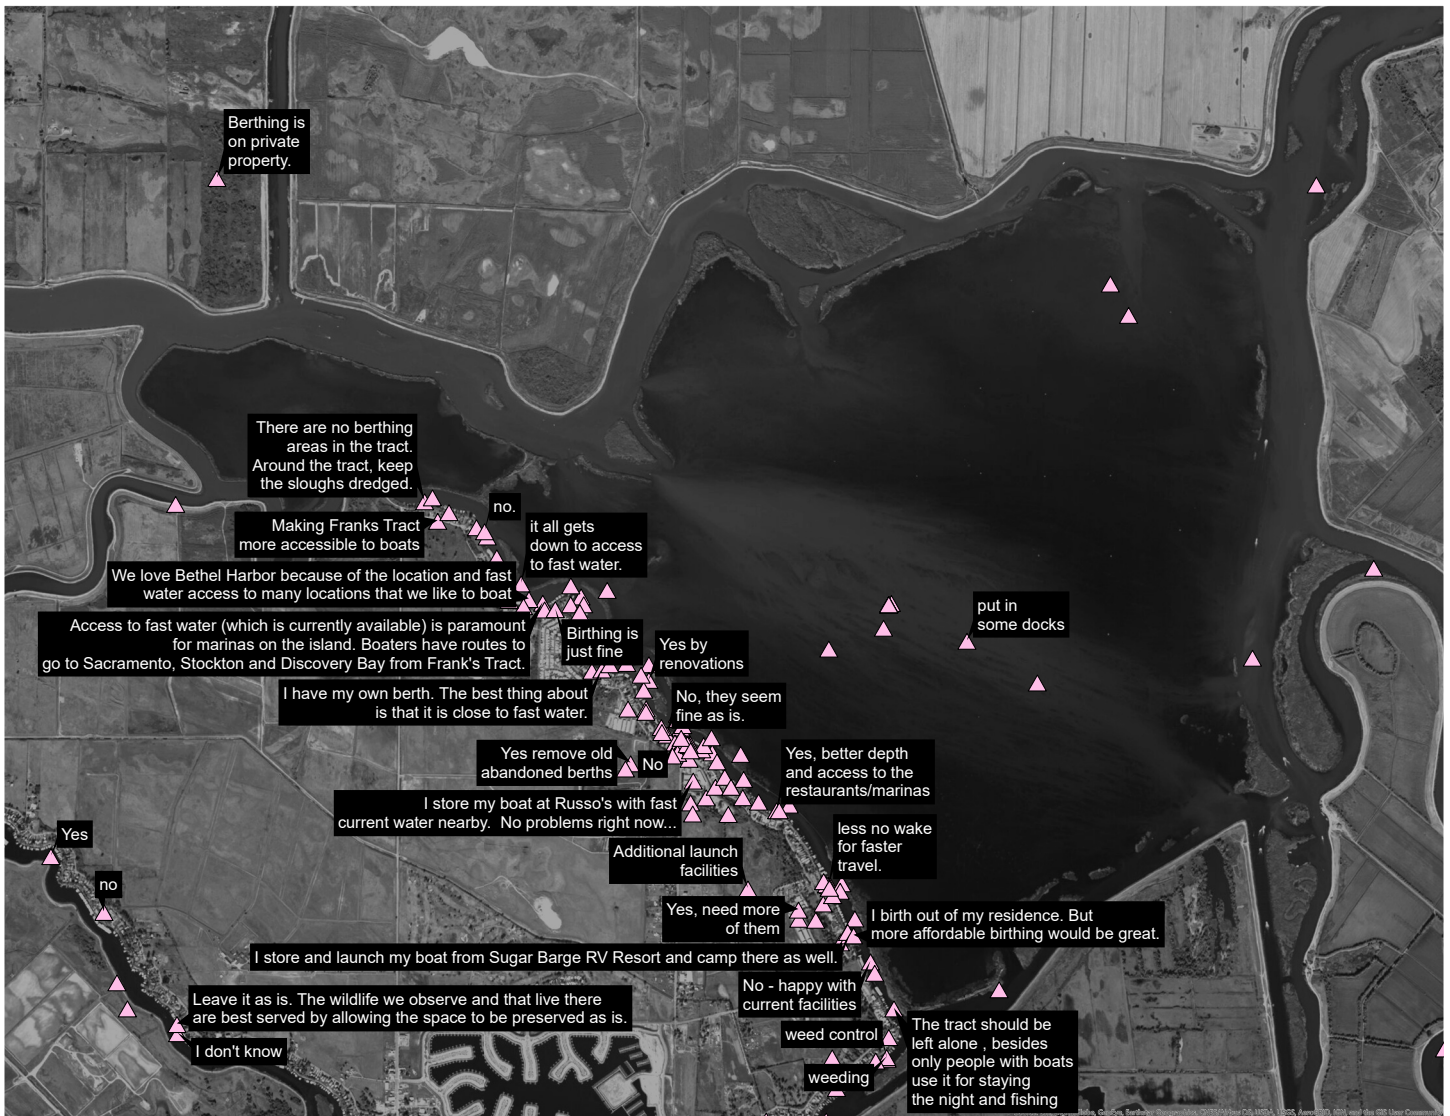 Berthing is
on private
property.
There are no berthing
areas in the tract.
Around the tract, keep
the sloughs dredged.
no.
Making Franks Tract
more accessible to boats
it all gets
down to access
to fast water.
We love Bethel Harbor because of the location and fast
water access to many locations that we like to boat
put in
some docks
Access to fast water (which is currently available) is paramount
for marinas on the island. Boaters have routes to
go to Sacramento, Stockton and Discovery Bay from Frank's Tract.
Birthing is
just fine
Yes by
renovations
I have my own berth. The best thing about
is that it is close to fast water.
No, they seem
fine as is.
Yes remove old
abandoned berths
No
Yes, better depth
and access to the
restaurants/marinas
I store my boat at Russo's with fast
current water nearby.  No problems right now...
Yes
less no wake
for faster
travel.
Additional launch
facilities
no
Yes, need more
of them
I birth out of my residence. But
more affordable birthing would be great.
I store and launch my boat from Sugar Barge RV Resort and camp there as well.
No - happy with
current facilities
Leave it as is. The wildlife we observe and that live there
are best served by allowing the space to be preserved as is.
I don't know
weed control
The tract should be
left alone , besides
only people with boats
use it for staying
the night and fishing
weeding